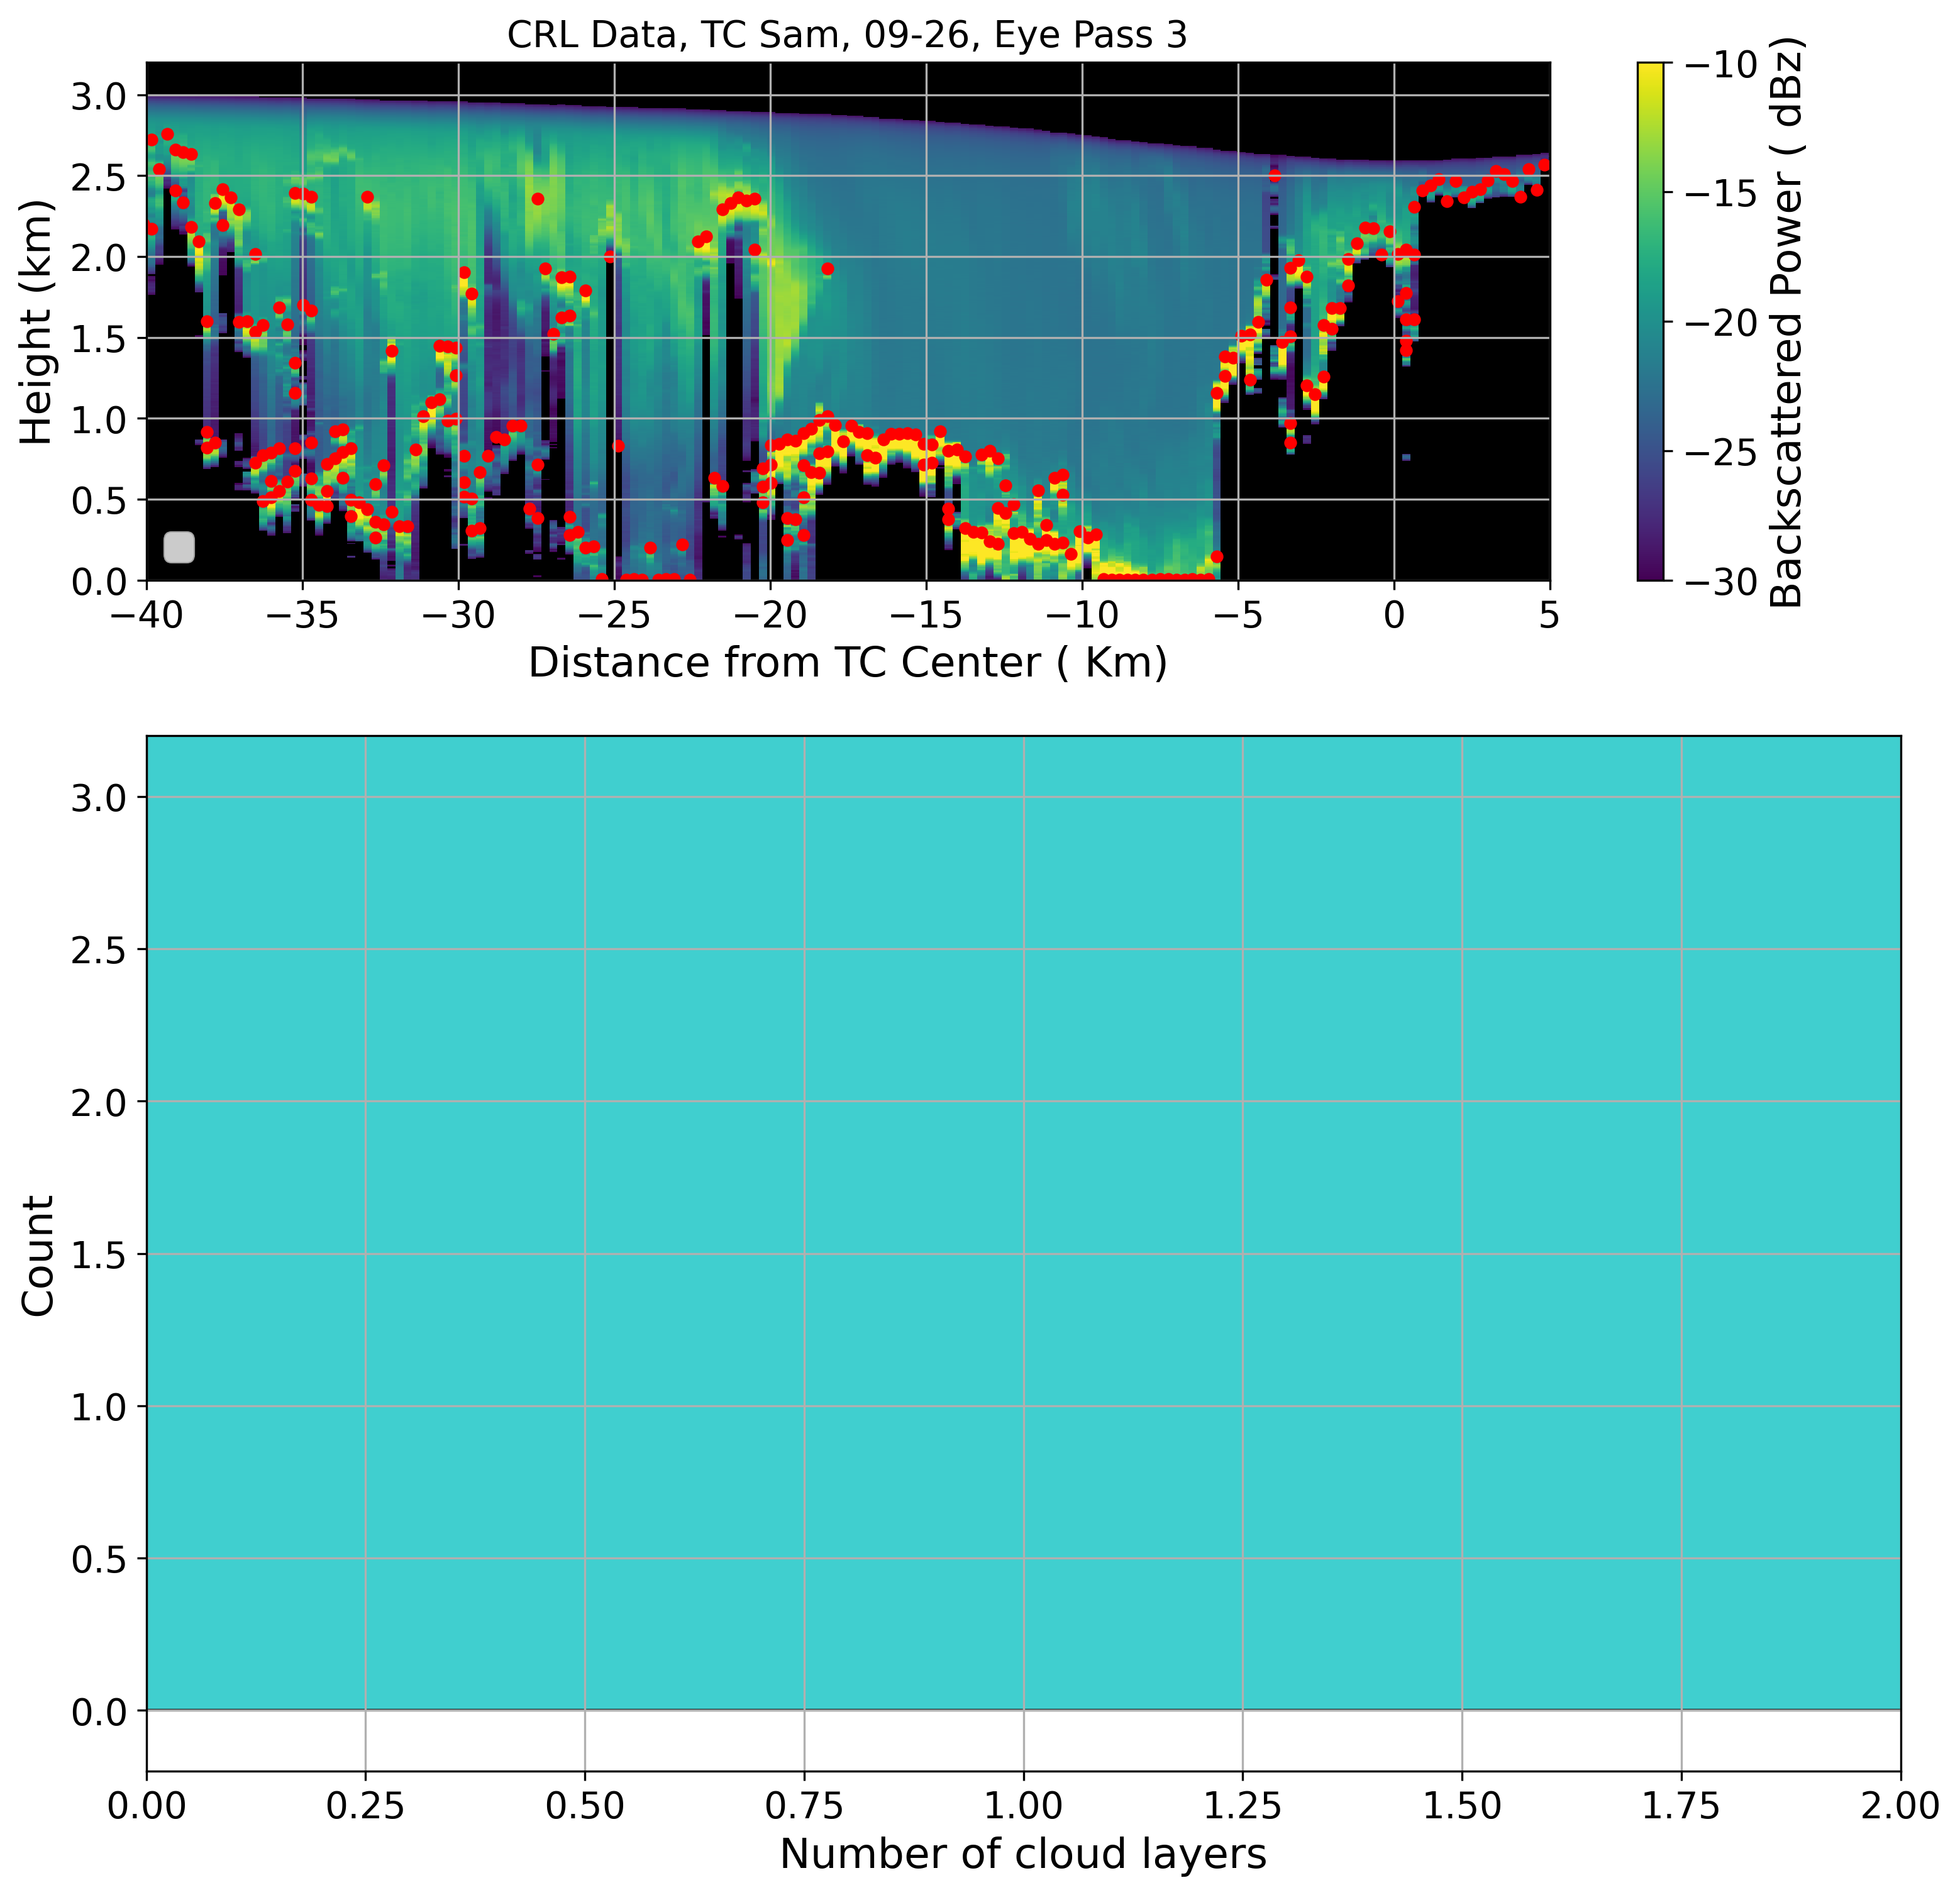 CRL Data, TC Sam, 09-26, Eye Pass 3
3.0
2.5
2.0
1.5
1.0
0.5
0.0
Height (km)
−40 −35 −30 −25 −20 −15 −10 −5 0 5
Distance from TC Center ( Km)
−10
−15
−20
−25
−30
Backscattered Power ( dBz)
3.0
2.5
2.0
1.5
1.0
0.5
0.0
Count
0.00 0.25 0.50 0.75 1.00 1.25 1.50 1.75 2.00
Number of cloud layers